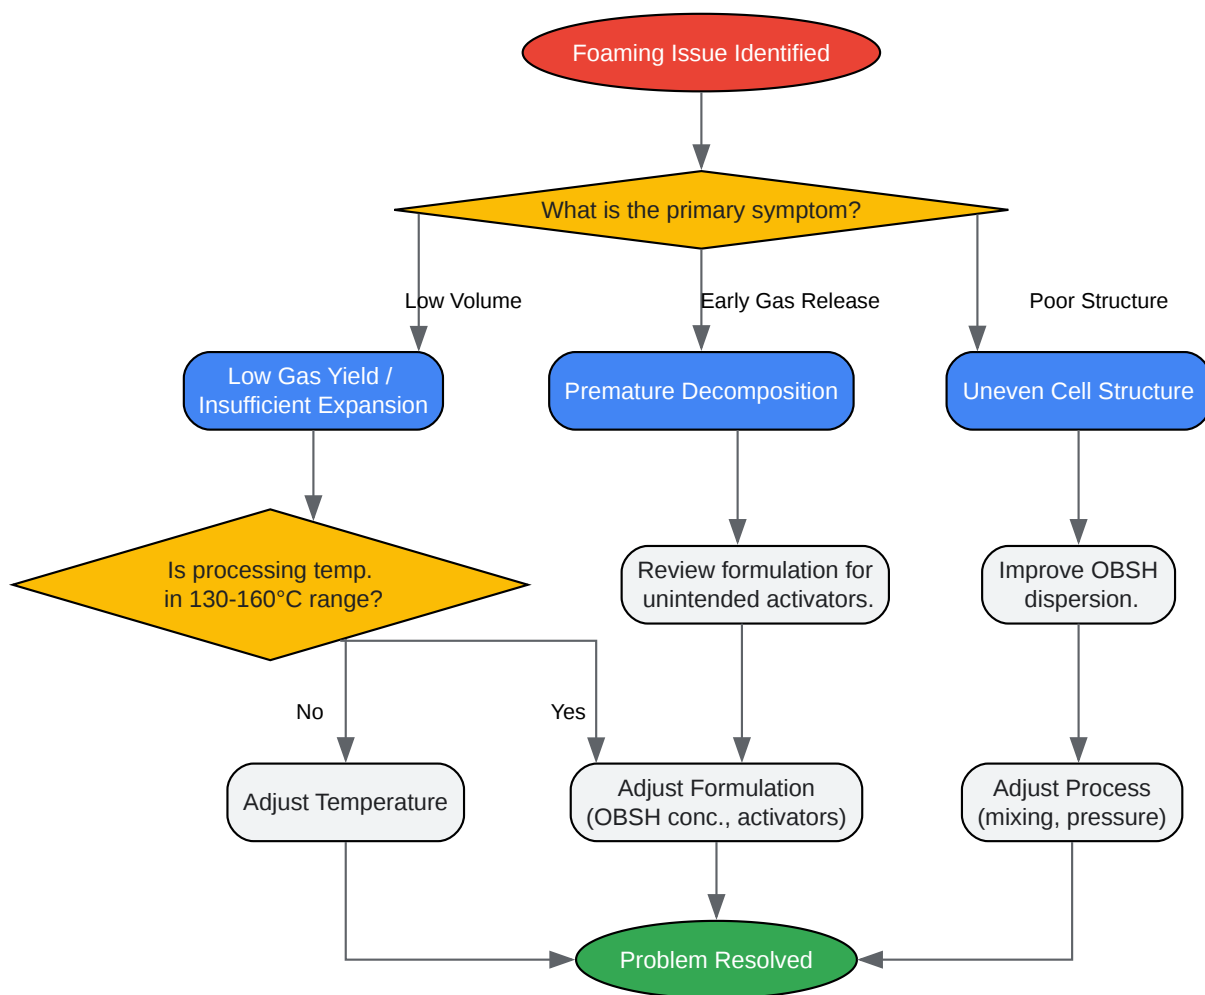 Foaming Issue Identified
What is the primary symptom?
Low Volume
Early Gas Release
Poor Structure
Low Gas Yield /
Insufficient Expansion
Premature Decomposition
Uneven Cell Structure
Is processing temp.
in 130-160°C range?
Review formulation for
unintended activators.
Improve OBSH
dispersion.
No
Yes
Adjust Temperature
Adjust Formulation
(OBSH conc., activators)
Adjust Process
(mixing, pressure)
Problem Resolved